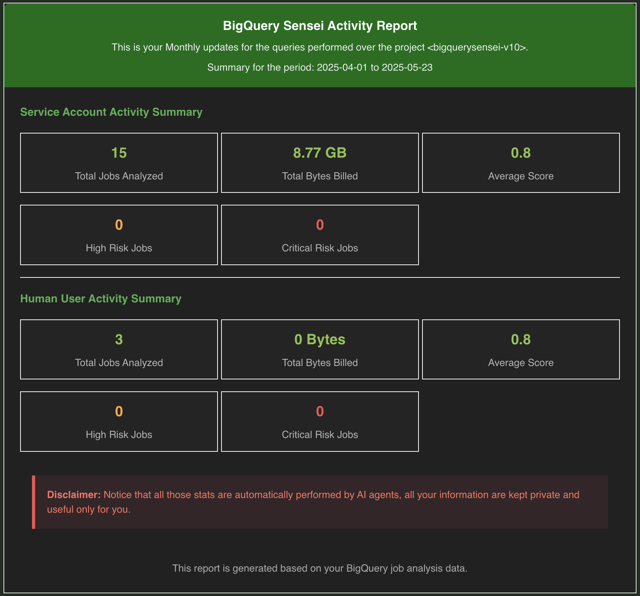 BigQuery Sensei Activity Report
This is your Monthly updates for the queries performed over the project <bigquerysensei-v10>.
Summary for the period: 2025-04-01 to 2025-05-23
Service Account Activity Summary
15
Total Jobs Analyzed
8.77 GB
Total Bytes Billed
0.8
Average Score
0
High Risk Jobs
0
Critical Risk Jobs
Human User Activity Summary
3
Total Jobs Analyzed
0 Bytes
Total Bytes Billed
0.8
Average Score
0
High Risk Jobs
0
Critical Risk Jobs
Disclaimer: Notice that all those stats are automatically performed by AI agents, all your information are kept private and
useful only for you.
This report is generated based on your BigQuery job analysis data.